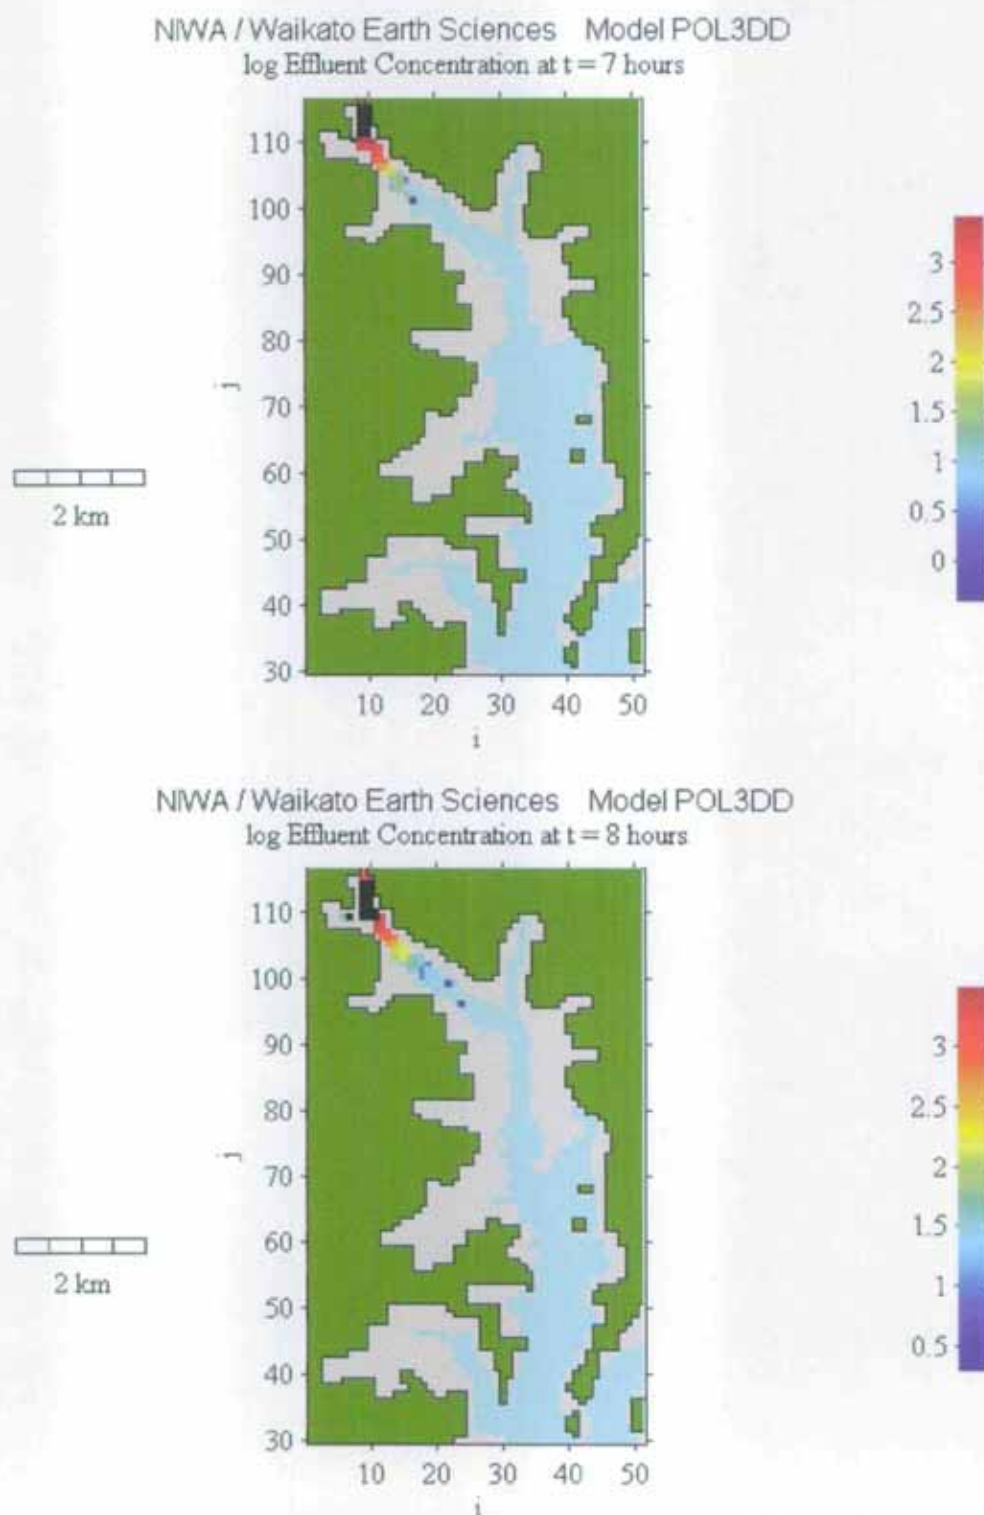 NIWA / Waikato Earth Sciences Model POL3DD
log Effluent Concentration at t = 7 hours
110
100
90
80
70
60
50
40
30
j
10 20 30 40 50
i
2 km
3
2.5
2
1.5
1
0.5
0
NIWA / Waikato Earth Sciences Model POL3DD
log Effluent Concentration at t = 8 hours
110
100
90
80
70
60
50
40
30
j
10 20 30 40 50
i
2 km
3
2.5
2
1.5
1
0.5